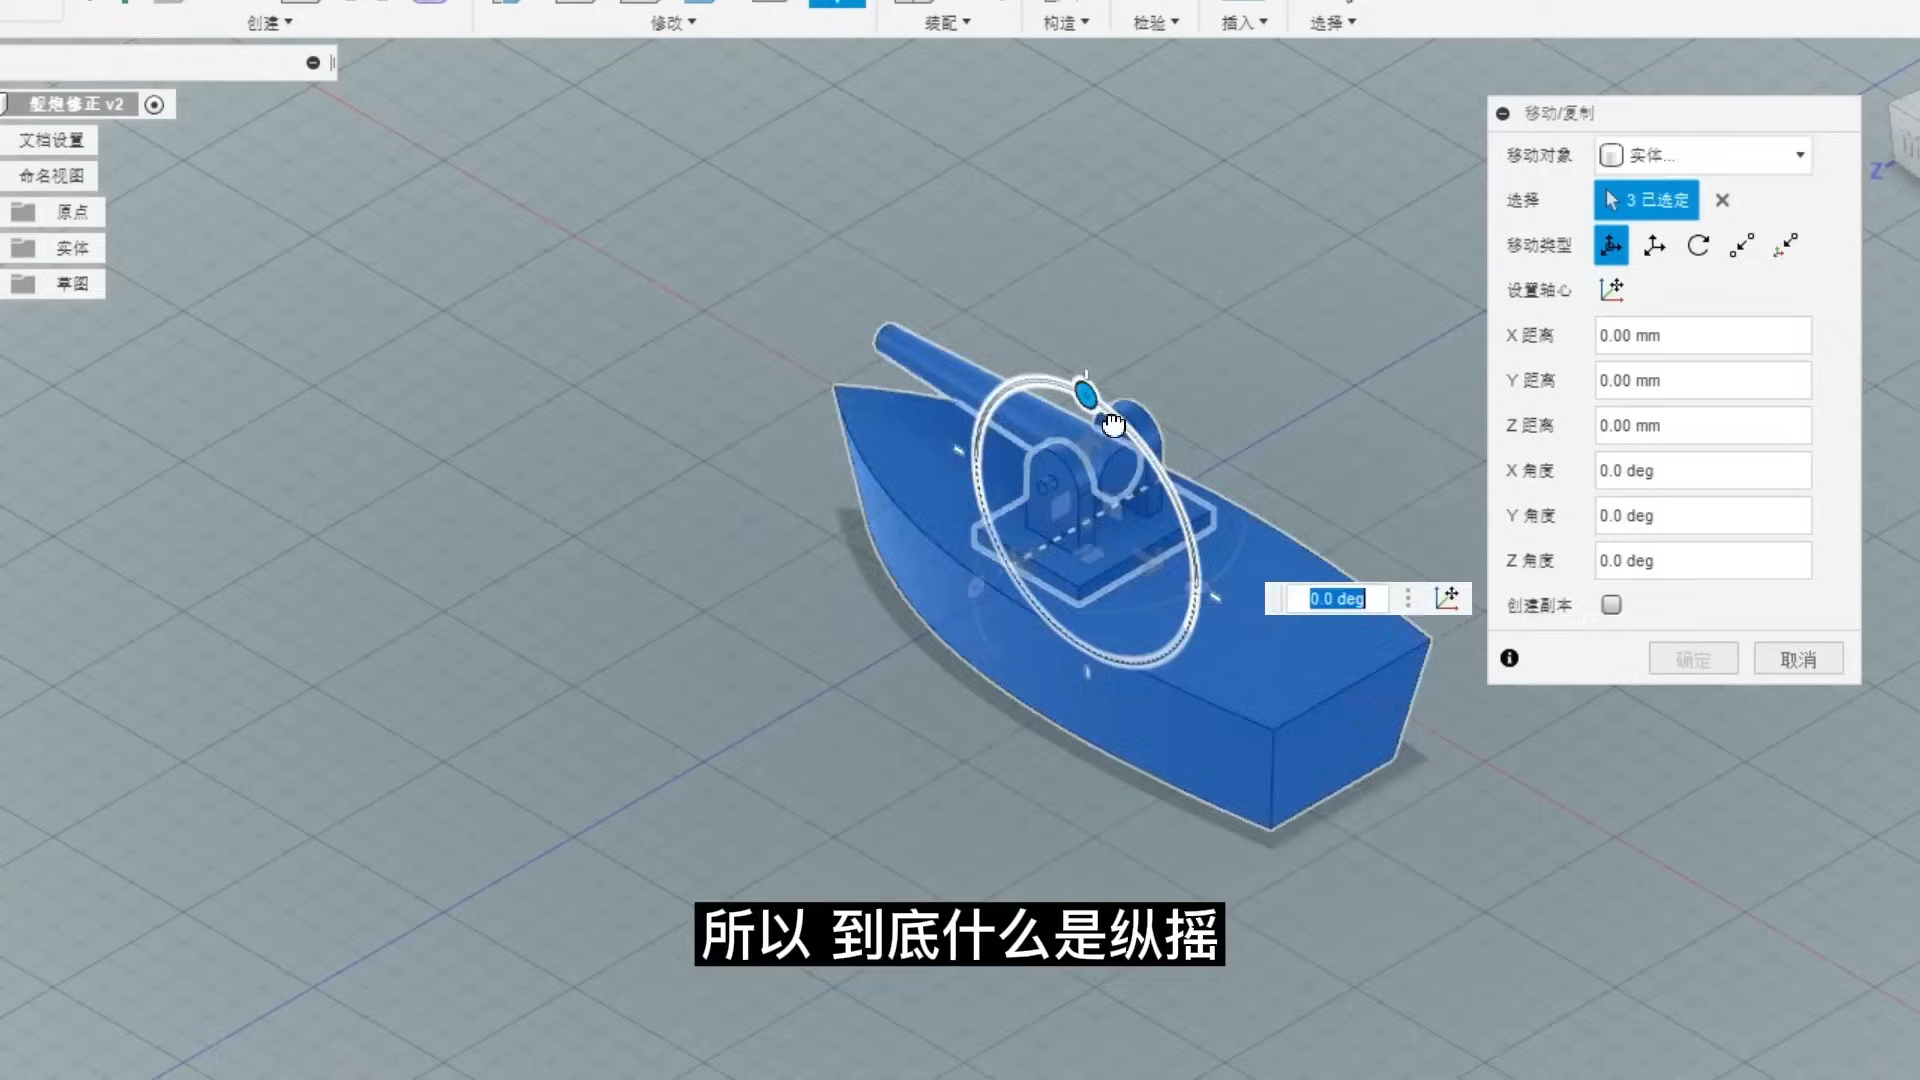 创建
修改
装配
构造
检验
插入
选择
舰炮修正 v2
文档设置
命名视图
原点
实体
草图
移动/复制
移动对象 实体...
选择 3 已选定
移动类型
设置轴心
X 距离 0.00 mm
Y 距离 0.00 mm
Z 距离 0.00 mm
X 角度 0.0 deg
Y 角度 0.0 deg
Z 角度 0.0 deg
创建副本
确定 取消
Z
0.0 deg
所以 到底什么是纵摇